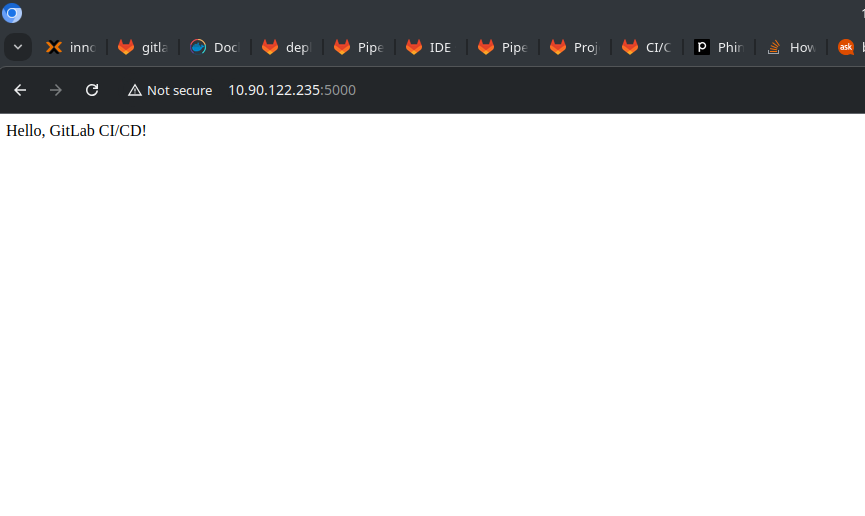 inno
gitla
Doc
depl
Pipe
IDE
Pipe
Proj
CI/C
Phin
How
ask
Not secure
10.90.122.235:5000
Hello, GitLab CI/CD!